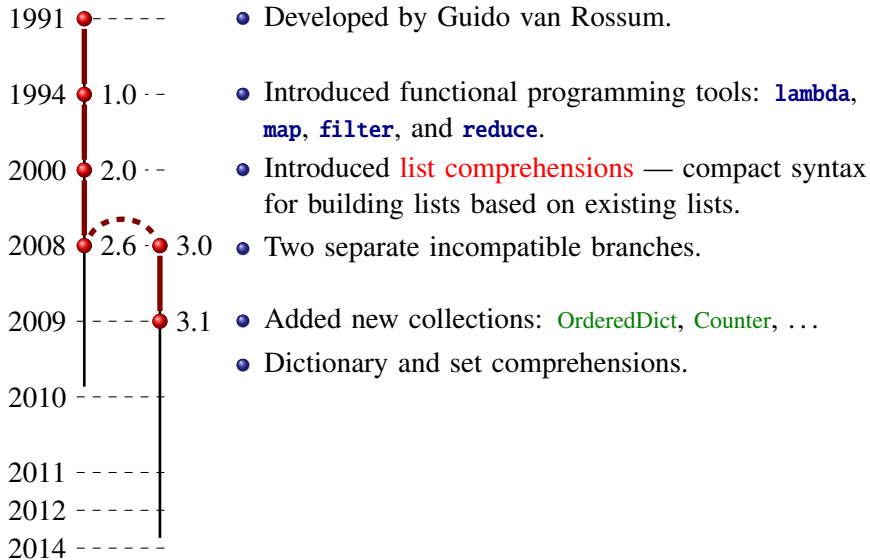 1991 Developed by Guido van Rossum.
1994 1.0 Introduced functional programming tools: lambda,
map, filter, and reduce.
2000 2.0 Introduced list comprehensions — compact syntax
for building lists based on existing lists.
2008 2.6 3.0 Two separate incompatible branches.
2009 3.1 Added new collections: OrderedDict, Counter, ...
Dictionary and set comprehensions.
2010
2011
2012
2014